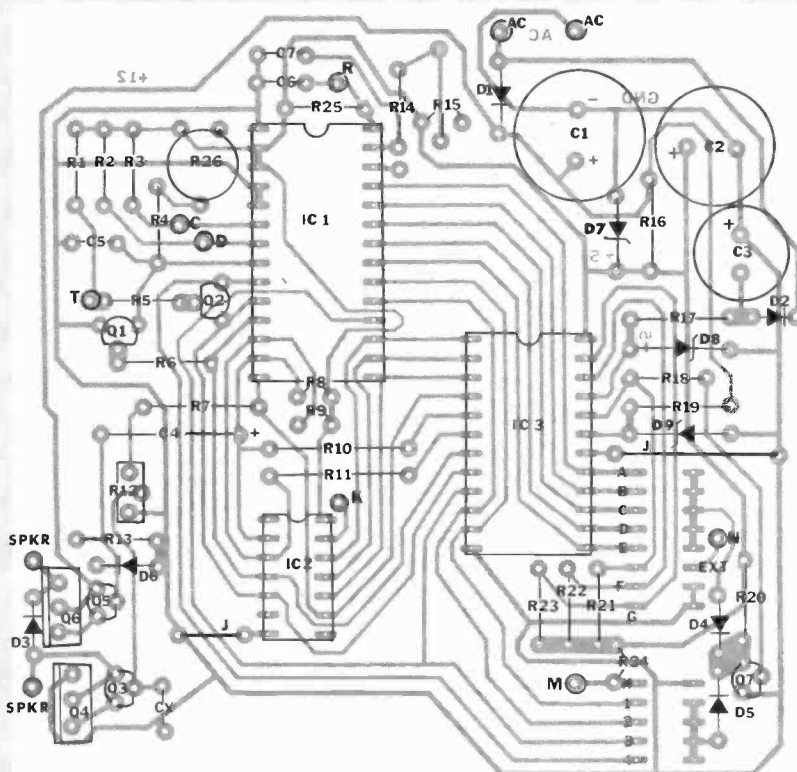 AC
AC
AC
+12
C7
R
C6
D1
GND
R25
R14
R15
C1
-
+
C2
+
R1
R2
R3
R26
IC 1
R4
C
D
C5
D7
R16
+
C3
+5
T
R5
Q2
Q1
R17
D2
R6
D8
R8
R18
R7
R9
R19
C4
+
IC 3
D9
R10
J
R11
A
R12
B
K
C
D
R13
IC2
E
N
SPKR
D6
EXT
F
R20
Q5
R23
R22
R21
Q6
G
D3
J
D4
R24
SPKR
Q3
M
H
Q7
Q4
CX
1
D5
2
3
4